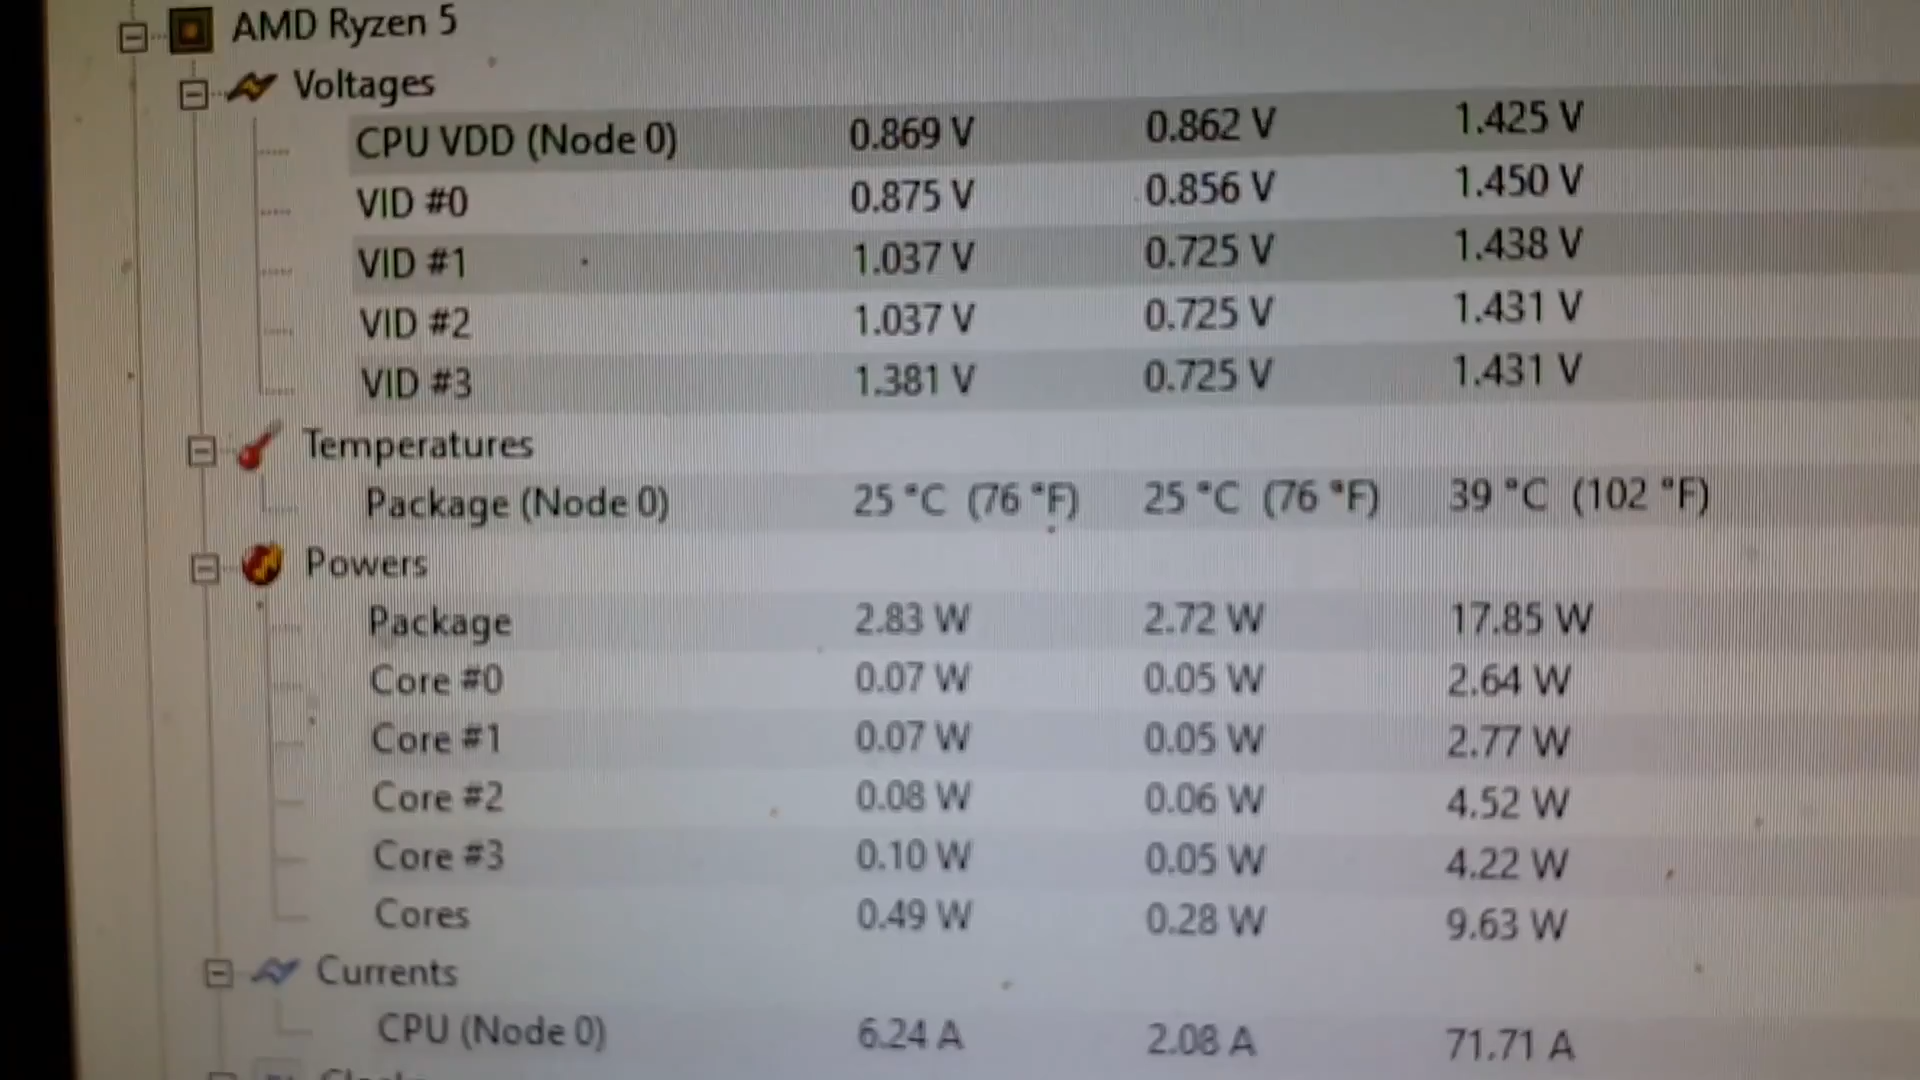 AMD Ryzen 5
Voltages
CPU VDD (Node 0) 0.869 V 0.862 V 1.425 V
VID #0 0.875 V 0.856 V 1.450 V
VID #1 1.037 V 0.725 V 1.438 V
VID #2 1.037 V 0.725 V 1.431 V
VID #3 1.381 V 0.725 V 1.431 V
Temperatures
Package (Node 0) 25 °C (76 °F) 25 °C (76 °F) 39 °C (102 °F)
Powers
Package 2.83 W 2.72 W 17.85 W
Core #0 0.07 W 0.05 W 2.64 W
Core #1 0.07 W 0.05 W 2.77 W
Core #2 0.08 W 0.06 W 4.52 W
Core #3 0.10 W 0.05 W 4.22 W
Cores 0.49 W 0.28 W 9.63 W
Currents
CPU (Node 0) 6.24 A 2.08 A 71.71 A